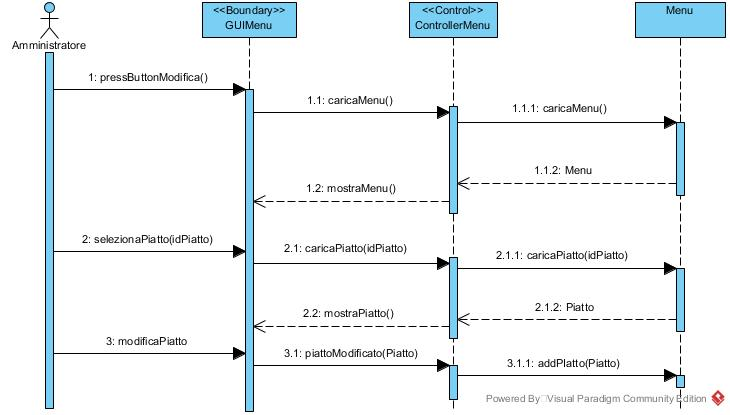 <<Boundary>>
GUIMenu
<<Control>>
ControllerMenu
Menu
Amministratore
1: pressButtonModifica()
1.1: caricaMenu()
1.1.1: caricaMenu()
1.1.2: Menu
1.2: mostraMenu()
2: selezionaPiatto(idPiatto)
2.1: caricaPiatto(idPiatto)
2.1.1: caricaPiatto(idPiatto)
2.1.2: Piatto
2.2: mostraPiatto()
3: modificaPiatto
3.1: piattoModificato(Piatto)
3.1.1: addPIatto(Piatto)
Powered By Visual Paradigm Community Edition